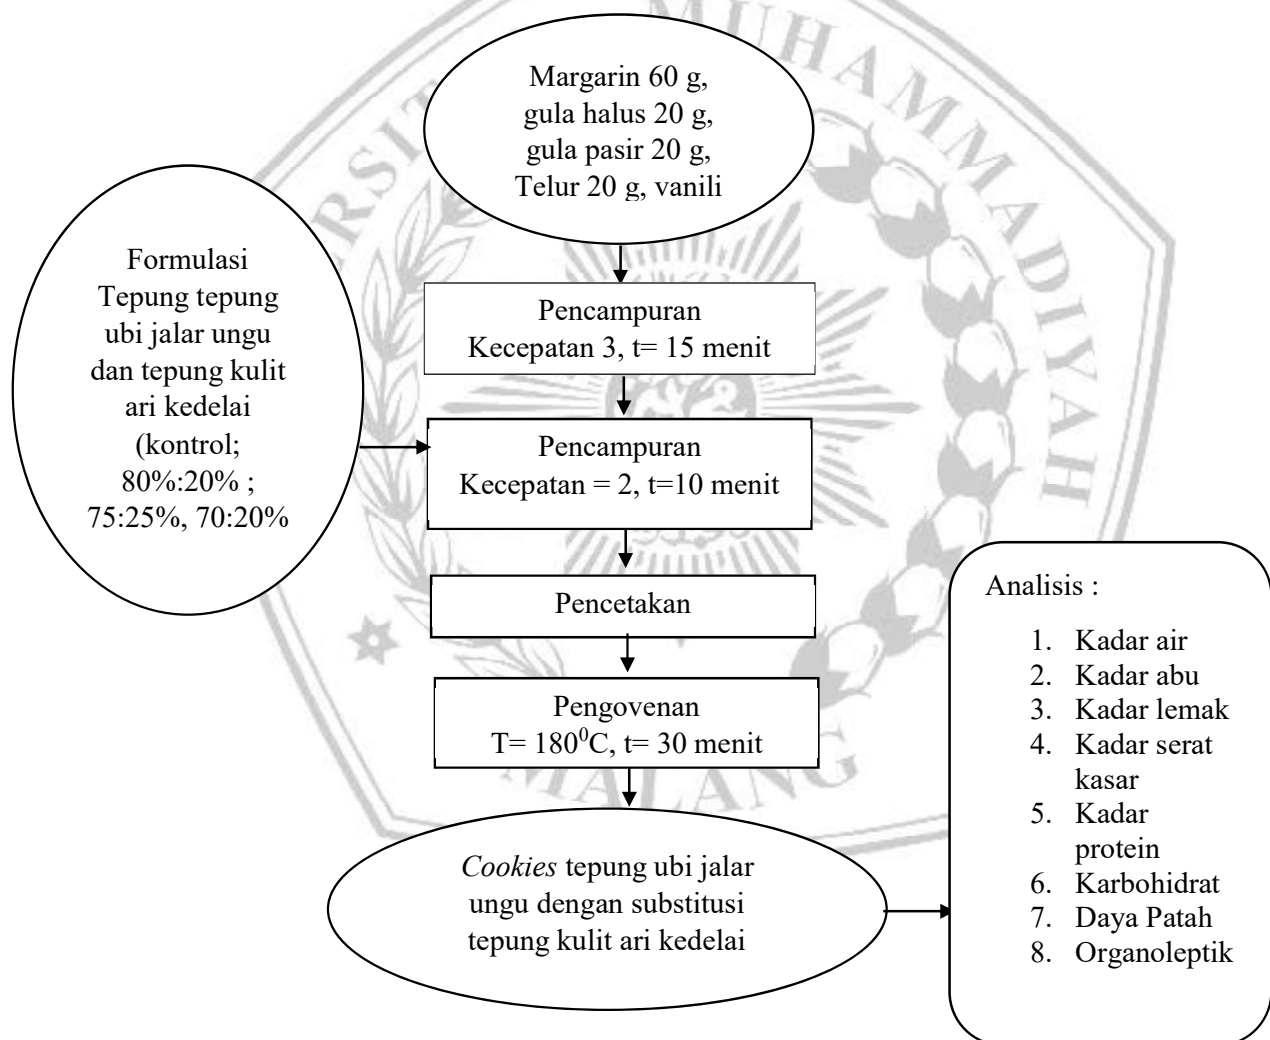 Margarin 60 g,
gula halus 20 g,
gula pasir 20 g,
Telur 20 g, vanili
Formulasi
Tepung tepung
ubi jalar ungu
dan tepung kulit
ari kedelai
(kontrol;
80%:20% ;
75:25%, 70:20%
Pencampuran
Kecepatan 3, t= 15 menit
Pencampuran
Kecepatan = 2, t=10 menit
Pencetakan
Pengovenan
T= 180⁰C, t= 30 menit
Cookies tepung ubi jalar
ungu dengan substitusi
tepung kulit ari kedelai
Analisis :
1. Kadar air
2. Kadar abu
3. Kadar lemak
4. Kadar serat
kasar
5. Kadar
protein
6. Karbohidrat
7. Daya Patah
8. Organoleptik
MUHAMMADIYAH
MALANG